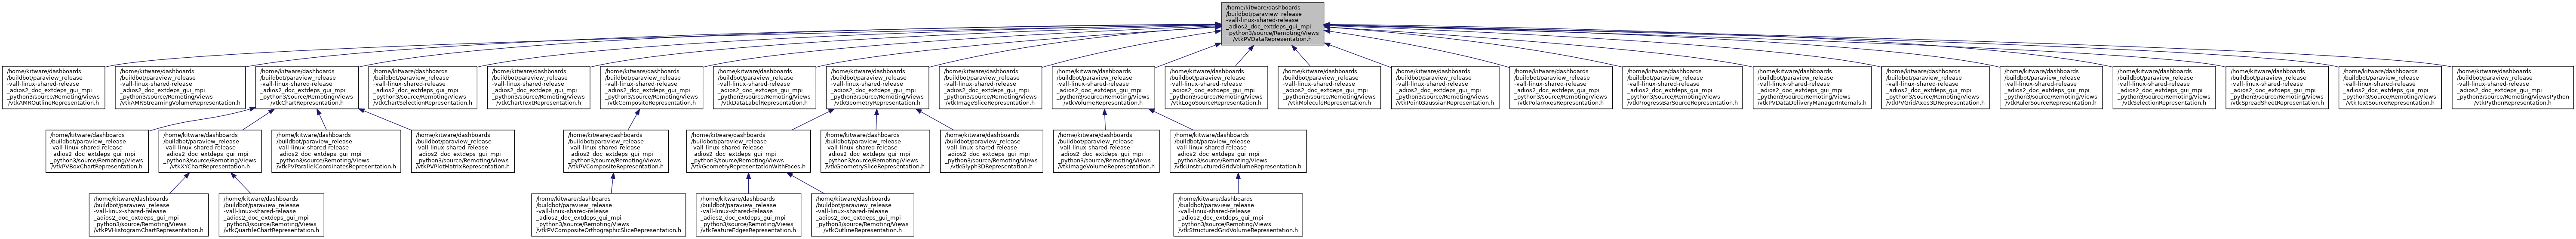 /home/kitware/dashboards
/buildbot/paraview_release
-vall-linux-shared-release
_adios2_doc_extdeps_gui_mpi
_python3/source/Remoting/Views
/vtkPVDataRepresentation.h
/home/kitware/dashboards
/buildbot/paraview_release
-vall-linux-shared-release
_adios2_doc_extdeps_gui_mpi
_python3/source/Remoting/Views
/vtkAMROutlineRepresentation.h
/home/kitware/dashboards
/buildbot/paraview_release
-vall-linux-shared-release
_adios2_doc_extdeps_gui_mpi
_python3/source/Remoting/Views
/vtkAMRStreamingVolumeRepresentation.h
/home/kitware/dashboards
/buildbot/paraview_release
-vall-linux-shared-release
_adios2_doc_extdeps_gui_mpi
_python3/source/Remoting/Views
/vtkChartRepresentation.h
/home/kitware/dashboards
/buildbot/paraview_release
-vall-linux-shared-release
_adios2_doc_extdeps_gui_mpi
_python3/source/Remoting/Views
/vtkChartSelectionRepresentation.h
/home/kitware/dashboards
/buildbot/paraview_release
-vall-linux-shared-release
_adios2_doc_extdeps_gui_mpi
_python3/source/Remoting/Views
/vtkChartTextRepresentation.h
/home/kitware/dashboards
/buildbot/paraview_release
-vall-linux-shared-release
_adios2_doc_extdeps_gui_mpi
_python3/source/Remoting/Views
/vtkCompositeRepresentation.h
/home/kitware/dashboards
/buildbot/paraview_release
-vall-linux-shared-release
_adios2_doc_extdeps_gui_mpi
_python3/source/Remoting/Views
/vtkDataLabelRepresentation.h
/home/kitware/dashboards
/buildbot/paraview_release
-vall-linux-shared-release
_adios2_doc_extdeps_gui_mpi
_python3/source/Remoting/Views
/vtkGeometryRepresentation.h
/home/kitware/dashboards
/buildbot/paraview_release
-vall-linux-shared-release
_adios2_doc_extdeps_gui_mpi
_python3/source/Remoting/Views
/vtkImageSliceRepresentation.h
/home/kitware/dashboards
/buildbot/paraview_release
-vall-linux-shared-release
_adios2_doc_extdeps_gui_mpi
_python3/source/Remoting/Views
/vtkVolumeRepresentation.h
/home/kitware/dashboards
/buildbot/paraview_release
-vall-linux-shared-release
_adios2_doc_extdeps_gui_mpi
_python3/source/Remoting/Views
/vtkLogoSourceRepresentation.h
/home/kitware/dashboards
/buildbot/paraview_release
-vall-linux-shared-release
_adios2_doc_extdeps_gui_mpi
_python3/source/Remoting/Views
/vtkMoleculeRepresentation.h
/home/kitware/dashboards
/buildbot/paraview_release
-vall-linux-shared-release
_adios2_doc_extdeps_gui_mpi
_python3/source/Remoting/Views
/vtkPointGaussianRepresentation.h
/home/kitware/dashboards
/buildbot/paraview_release
-vall-linux-shared-release
_adios2_doc_extdeps_gui_mpi
_python3/source/Remoting/Views
/vtkPolarAxesRepresentation.h
/home/kitware/dashboards
/buildbot/paraview_release
-vall-linux-shared-release
_adios2_doc_extdeps_gui_mpi
_python3/source/Remoting/Views
/vtkProgressBarSourceRepresentation.h
/home/kitware/dashboards
/buildbot/paraview_release
-vall-linux-shared-release
_adios2_doc_extdeps_gui_mpi
_python3/source/Remoting/Views
/vtkPVDataDeliveryManagerInternals.h
/home/kitware/dashboards
/buildbot/paraview_release
-vall-linux-shared-release
_adios2_doc_extdeps_gui_mpi
_python3/source/Remoting/Views
/vtkPVGridAxes3DRepresentation.h
/home/kitware/dashboards
/buildbot/paraview_release
-vall-linux-shared-release
_adios2_doc_extdeps_gui_mpi
_python3/source/Remoting/Views
/vtkRulerSourceRepresentation.h
/home/kitware/dashboards
/buildbot/paraview_release
-vall-linux-shared-release
_adios2_doc_extdeps_gui_mpi
_python3/source/Remoting/Views
/vtkSelectionRepresentation.h
/home/kitware/dashboards
/buildbot/paraview_release
-vall-linux-shared-release
_adios2_doc_extdeps_gui_mpi
_python3/source/Remoting/Views
/vtkSpreadSheetRepresentation.h
/home/kitware/dashboards
/buildbot/paraview_release
-vall-linux-shared-release
_adios2_doc_extdeps_gui_mpi
_python3/source/Remoting/Views
/vtkTextSourceRepresentation.h
/home/kitware/dashboards
/buildbot/paraview_release
-vall-linux-shared-release
_adios2_doc_extdeps_gui_mpi
_python3/source/Remoting/ViewsPython
/vtkPythonRepresentation.h
/home/kitware/dashboards
/buildbot/paraview_release
-vall-linux-shared-release
_adios2_doc_extdeps_gui_mpi
_python3/source/Remoting/Views
/vtkPVBoxChartRepresentation.h
/home/kitware/dashboards
/buildbot/paraview_release
-vall-linux-shared-release
_adios2_doc_extdeps_gui_mpi
_python3/source/Remoting/Views
/vtkXYChartRepresentation.h
/home/kitware/dashboards
/buildbot/paraview_release
-vall-linux-shared-release
_adios2_doc_extdeps_gui_mpi
_python3/source/Remoting/Views
/vtkPVParallelCoordinatesRepresentation.h
/home/kitware/dashboards
/buildbot/paraview_release
-vall-linux-shared-release
_adios2_doc_extdeps_gui_mpi
_python3/source/Remoting/Views
/vtkPVPlotMatrixRepresentation.h
/home/kitware/dashboards
/buildbot/paraview_release
-vall-linux-shared-release
_adios2_doc_extdeps_gui_mpi
_python3/source/Remoting/Views
/vtkPVCompositeRepresentation.h
/home/kitware/dashboards
/buildbot/paraview_release
-vall-linux-shared-release
_adios2_doc_extdeps_gui_mpi
_python3/source/Remoting/Views
/vtkGeometryRepresentationWithFaces.h
/home/kitware/dashboards
/buildbot/paraview_release
-vall-linux-shared-release
_adios2_doc_extdeps_gui_mpi
_python3/source/Remoting/Views
/vtkGeometrySliceRepresentation.h
/home/kitware/dashboards
/buildbot/paraview_release
-vall-linux-shared-release
_adios2_doc_extdeps_gui_mpi
_python3/source/Remoting/Views
/vtkGlyph3DRepresentation.h
/home/kitware/dashboards
/buildbot/paraview_release
-vall-linux-shared-release
_adios2_doc_extdeps_gui_mpi
_python3/source/Remoting/Views
/vtkImageVolumeRepresentation.h
/home/kitware/dashboards
/buildbot/paraview_release
-vall-linux-shared-release
_adios2_doc_extdeps_gui_mpi
_python3/source/Remoting/Views
/vtkUnstructuredGridVolumeRepresentation.h
/home/kitware/dashboards
/buildbot/paraview_release
-vall-linux-shared-release
_adios2_doc_extdeps_gui_mpi
_python3/source/Remoting/Views
/vtkPVHistogramChartRepresentation.h
/home/kitware/dashboards
/buildbot/paraview_release
-vall-linux-shared-release
_adios2_doc_extdeps_gui_mpi
_python3/source/Remoting/Views
/vtkQuartileChartRepresentation.h
/home/kitware/dashboards
/buildbot/paraview_release
-vall-linux-shared-release
_adios2_doc_extdeps_gui_mpi
_python3/source/Remoting/Views
/vtkPVCompositeOrthographicSliceRepresentation.h
/home/kitware/dashboards
/buildbot/paraview_release
-vall-linux-shared-release
_adios2_doc_extdeps_gui_mpi
_python3/source/Remoting/Views
/vtkFeatureEdgesRepresentation.h
/home/kitware/dashboards
/buildbot/paraview_release
-vall-linux-shared-release
_adios2_doc_extdeps_gui_mpi
_python3/source/Remoting/Views
/vtkOutlineRepresentation.h
/home/kitware/dashboards
/buildbot/paraview_release
-vall-linux-shared-release
_adios2_doc_extdeps_gui_mpi
_python3/source/Remoting/Views
/vtkStructuredGridVolumeRepresentation.h